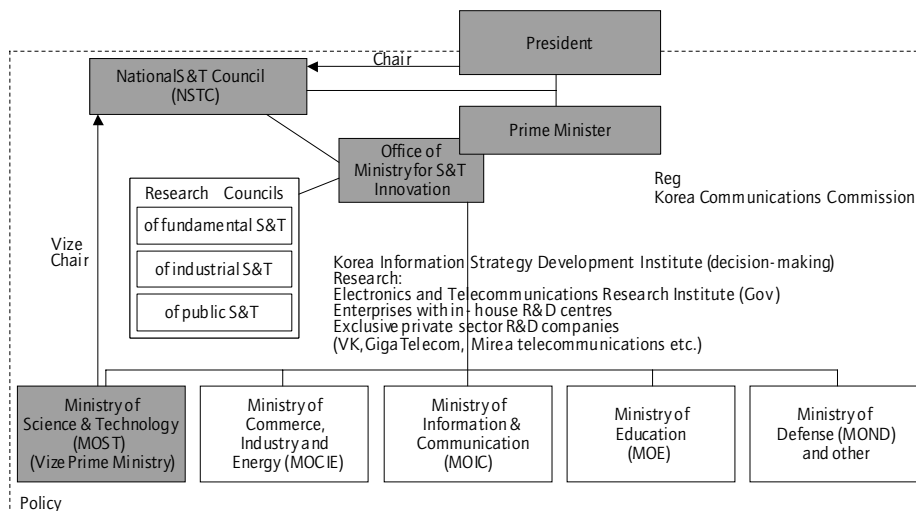 President
Chair
NationalS&T Council
(NSTC)
Prime Minister
Office of
Ministryfor S&T
Innovation
Reg
Korea Communications Commission
Research Councils
of fundamental S&T
of industrial S&T
of public S&T
Vize
Chair
Korea Information Strategy Development Institute (decision-making)
Research:
Electronics and Telecommunications Research Institute (Gov)
Enterprises with in-house R&D centres
Exclusive private sector R&D companies
(VK,Giga Telecom, Mirea telecommunications etc.)
Ministry of
Science & Technology
(MOST)
(Vize Prime Ministry)
Ministry of
Commerce,
Industry and
Energy (MOCIE)
Ministry of
Information &
Communication
(MOIC)
Ministry of
Education
(MOE)
Ministry of
Defense (MOND)
and other
Policy